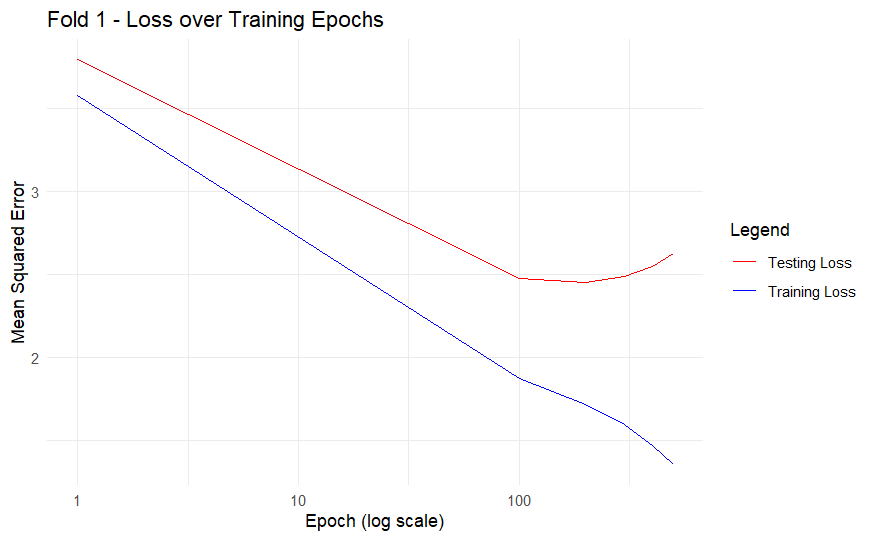 Fold 1 - Loss over Training Epochs
Mean Squared Error
3
2
1
10
100
Epoch (log scale)
Legend
Testing Loss
Training Loss